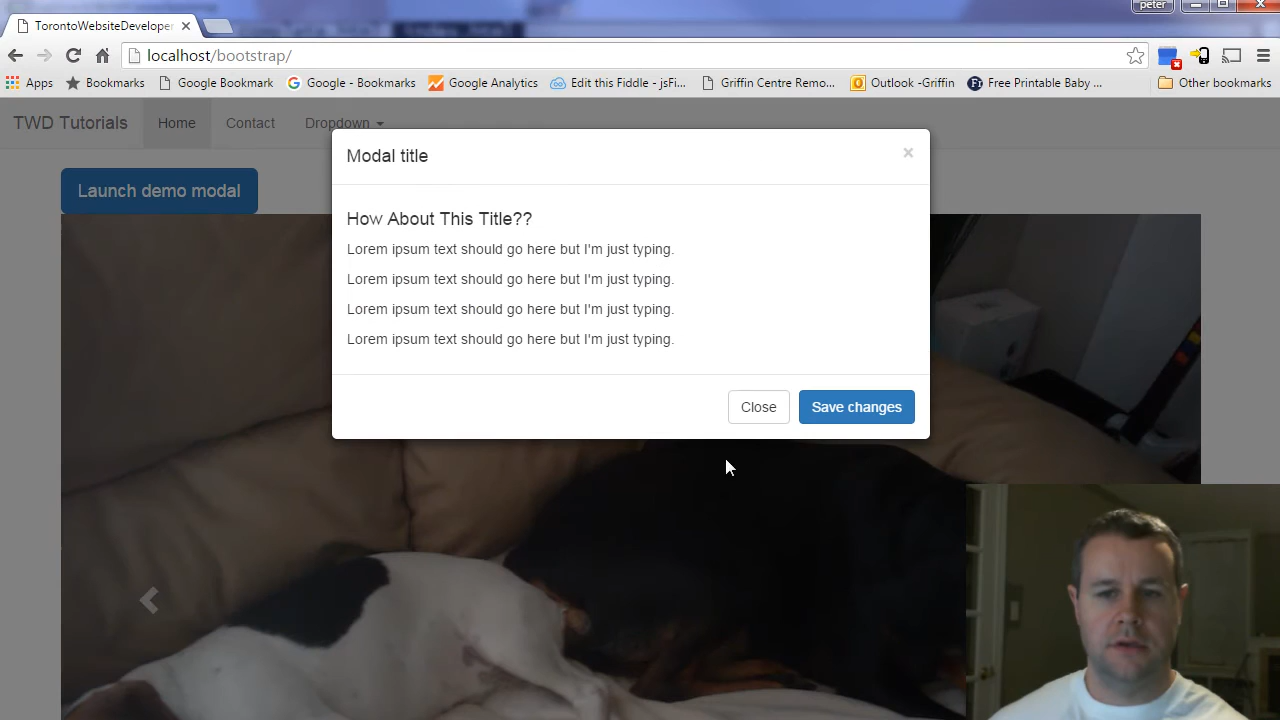 peter
TorontoWebsiteDeveloper
localhost/bootstrap/
Apps Bookmarks Google Bookmark Google - Bookmarks Google Analytics Edit this Fiddle - jsFi... Griffin Centre Remo... Outlook -Griffin Free Printable Baby ... Other bookmarks
TWD Tutorials Home Contact Dropdown
Modal title ×
Launch demo modal
How About This Title??
Lorem ipsum text should go here but I'm just typing.
Lorem ipsum text should go here but I'm just typing.
Lorem ipsum text should go here but I'm just typing.
Lorem ipsum text should go here but I'm just typing.
Close Save changes